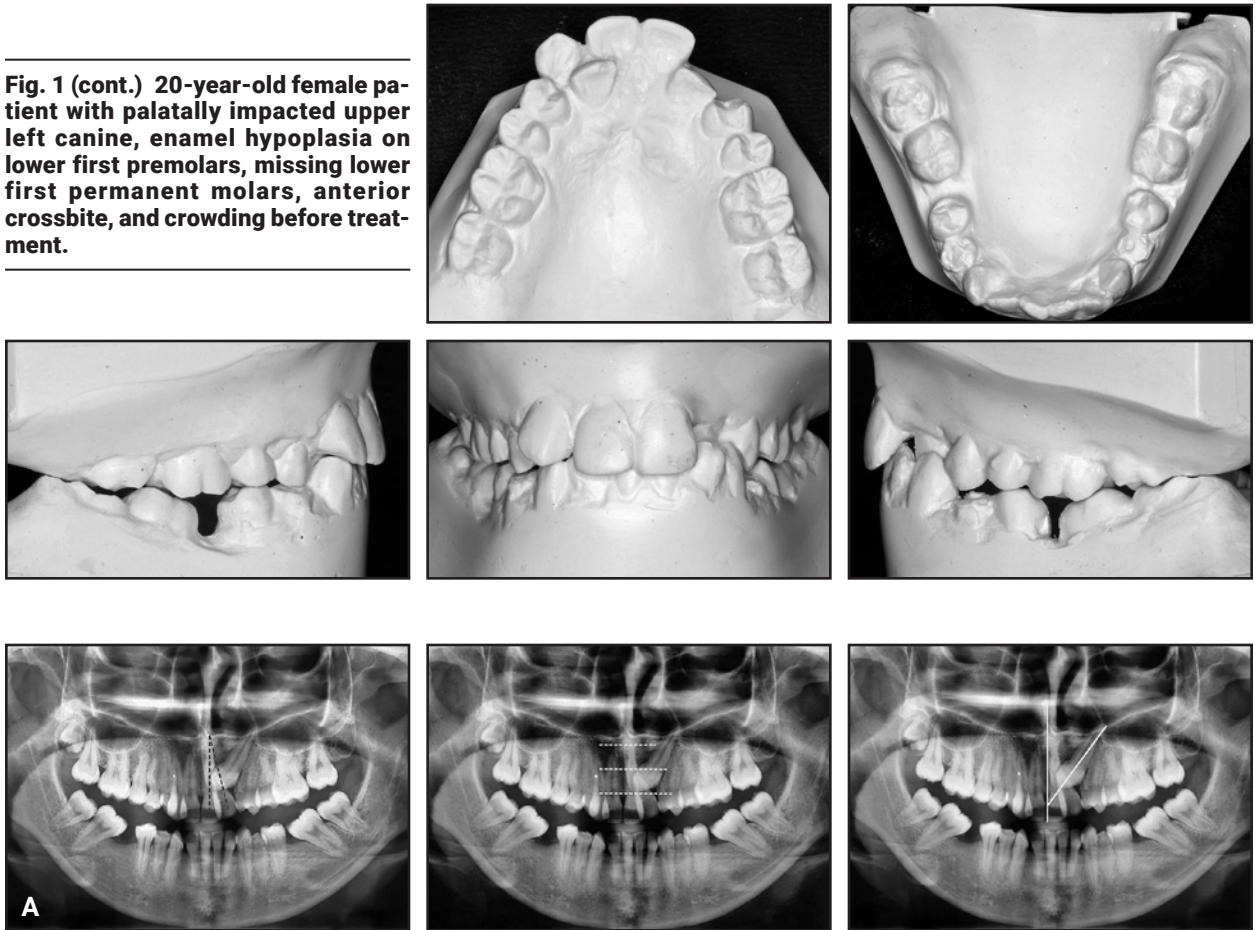 Fig. 1 (cont.) 20-year-old female pa-
tient with palatally impacted upper
left canine, enamel hypoplasia on
lower first premolars, missing lower
first permanent molars, anterior
crossbite, and crowding before treat-
ment.
A